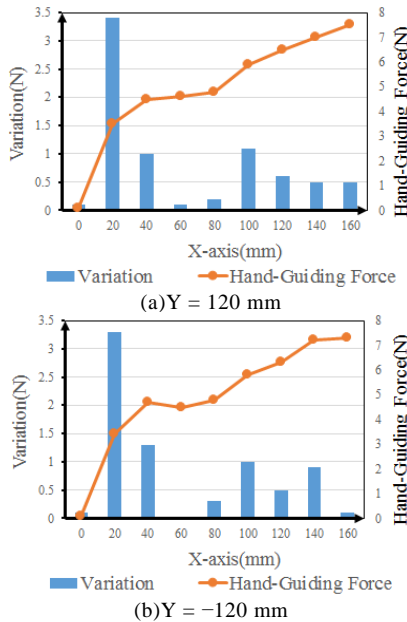 3.5 8
3 7
2.5 6
2 5
1.5 4
1 3
0.5 2
0 1
0
Variation(N)
Hand-Guiding Force(N)
0 20 40 60 80 100 120 140 160
X-axis(mm)
Variation Hand-Guiding Force
(a)Y = 120 mm
3.5 8
3 7
2.5 6
2 5
1.5 4
1 3
0.5 2
0 1
0
Variation(N)
Hand-Guiding Force(N)
0 20 40 60 80 100 120 140 160
X-axis(mm)
Variation Hand-Guiding Force
(b)Y = −120 mm